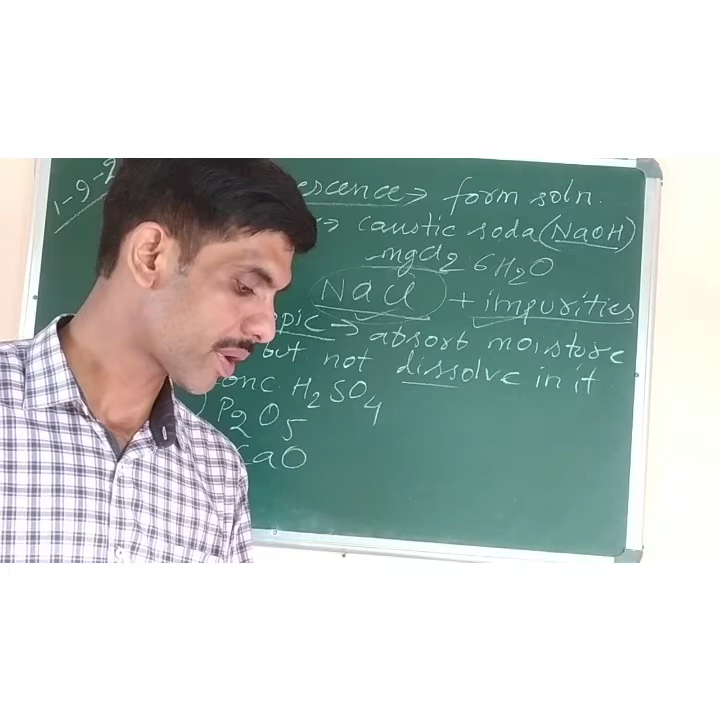 1-9-2
escence → form soln.
→ caustic soda (NaOH)
mgCl2 6H2O
NaCl + impurities
opic → absorb moisture
but not dissolve in it
onc. H2SO4
) P2O5
CaO